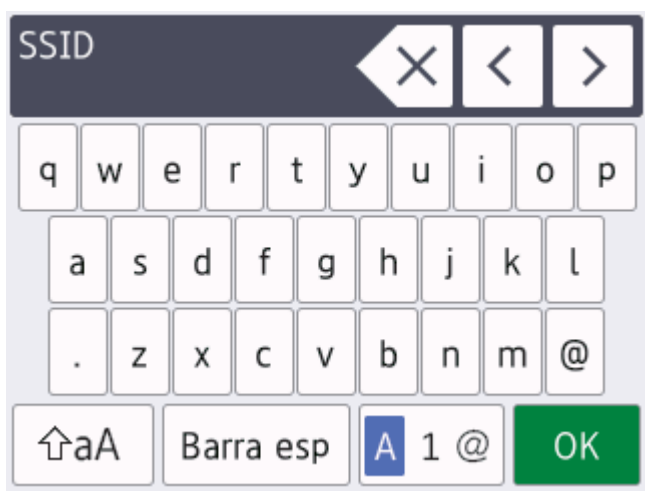 SSID
q w e r t y u i o p
a s d f g h j k l
. z x c v b n m @
aA Barra esp A 1 @ OK